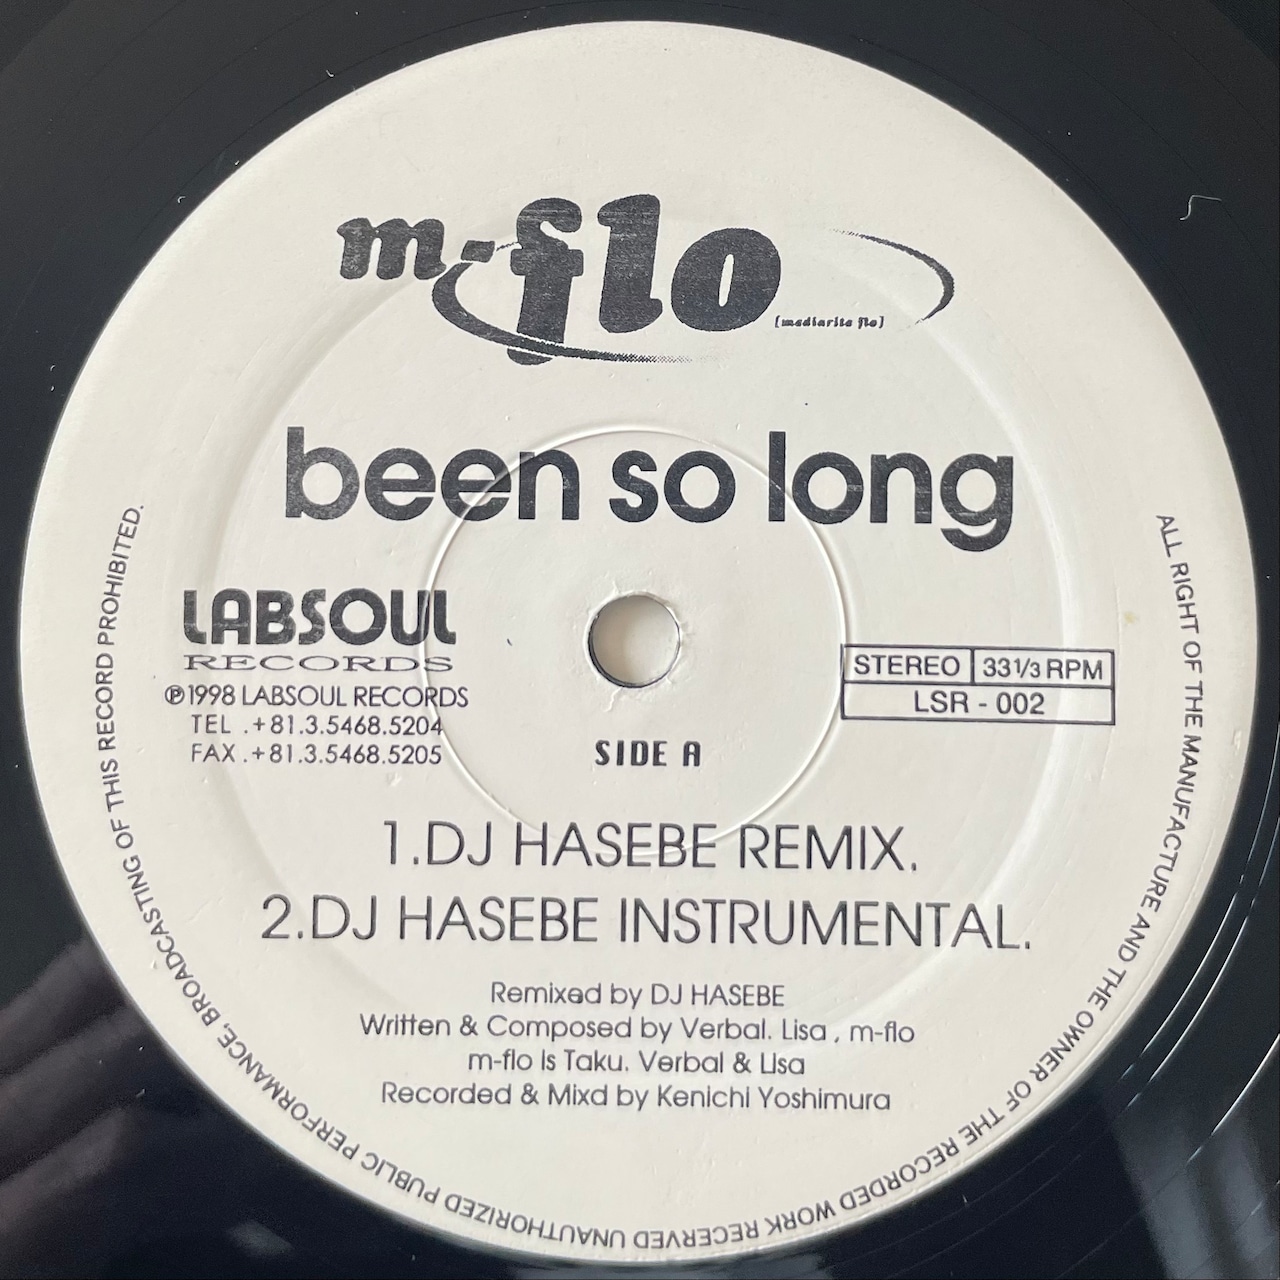 m-flo
[mediarite flo]
been so long
LABSOUL
RECORDS
℗1998 LABSOUL RECORDS
TEL .+81.3.5468.5204
FAX .+81.3.5468.5205
STEREO 33 1/3 RPM
LSR - 002
SIDE A
1.DJ HASEBE REMIX.
2.DJ HASEBE INSTRUMENTAL.
Remixed by DJ HASEBE
Written & Composed by Verbal. Lisa , m-flo
m-flo is Taku. Verbal & Lisa
Recorded & Mixd by Kenichi Yoshimura
ALL RIGHT OF THE MANUFACTURE AND THE OWNER OF THE RECORDED WORK RECERVED UNAUTHORIZED PUBLIC PERFORMANCE, BROADCASTING OF THIS RECORD PROHIBITED.